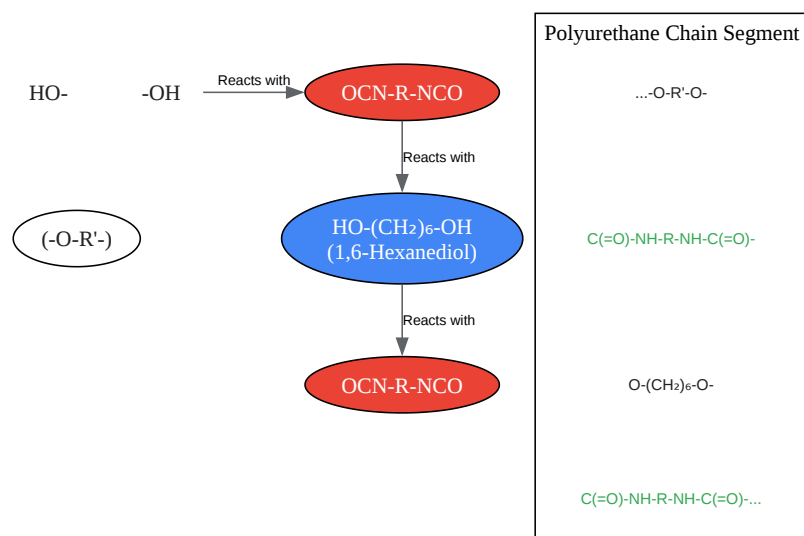 Polyurethane Chain Segment
HO- -OH
Reacts with
OCN-R-NCO
...-O-R'-O-
Reacts with
(-O-R'-)
HO-(CH₂)₆-OH
(1,6-Hexanediol)
C(=O)-NH-R-NH-C(=O)-
Reacts with
OCN-R-NCO
O-(CH₂)₆-O-
C(=O)-NH-R-NH-C(=O)-...